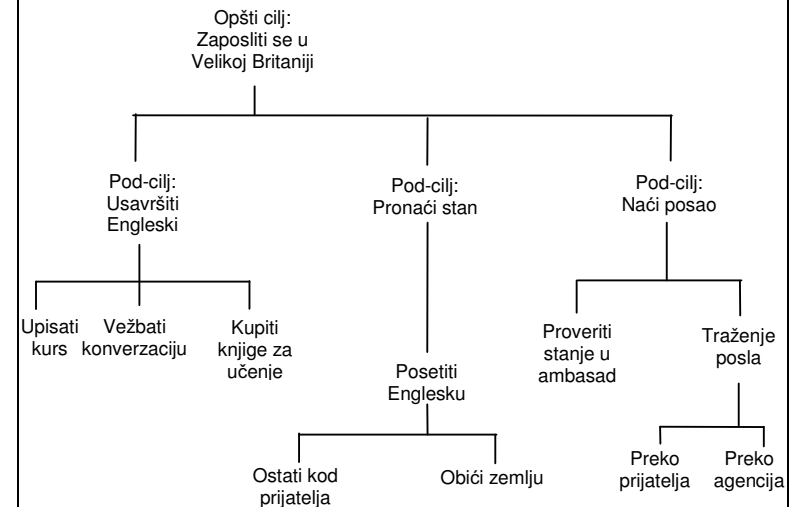 Opšti cilj:
Zaposliti se u
Velikoj Britaniji
Pod-cilj:
Usavršiti
Engleski
Pod-cilj:
Pronaći stan
Pod-cilj:
Naći posao
Upisati
kurs
Vežbati
konverzaciju
Kupiti
knjige za
učenje
Posetiti
Englesku
Proveriti
stanje u
ambasad
Traženje
posla
Ostati kod
prijatelja
Obići zemlju
Preko
prijatelja
Preko
agencija